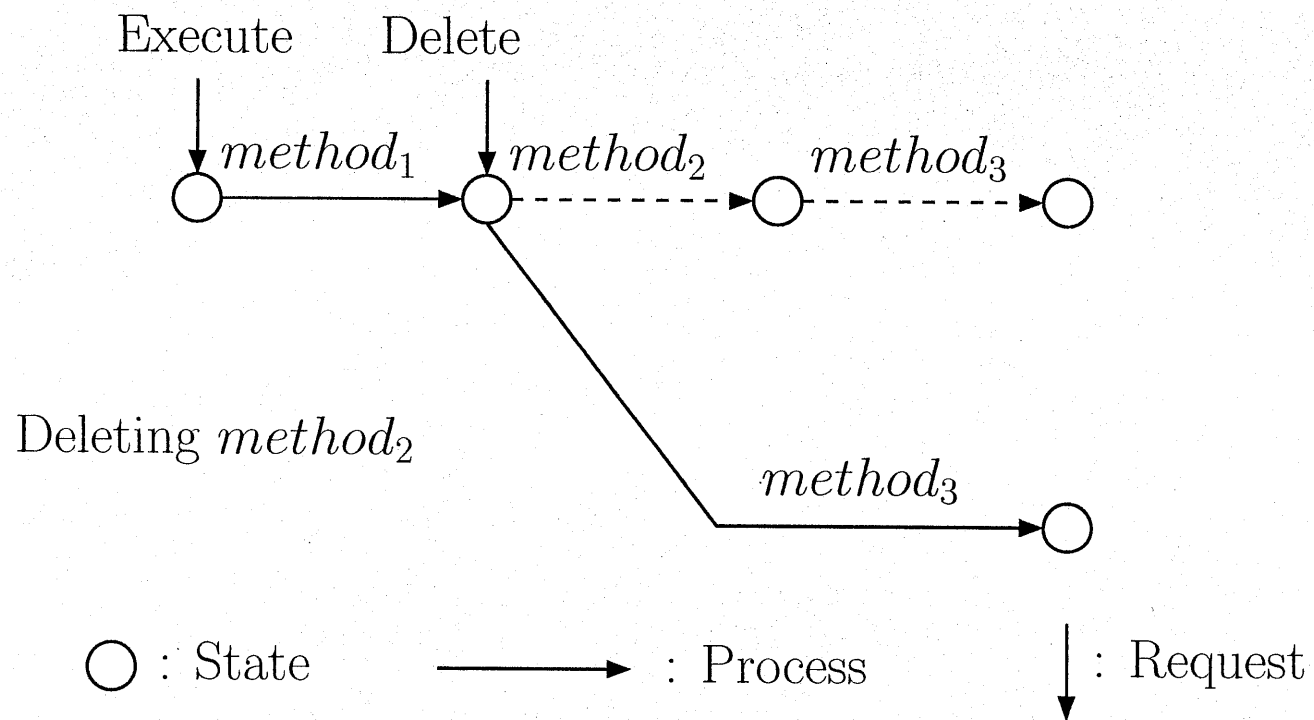 Execute Delete
method₁ method₂ method₃
Deleting method₂
method₃
: State : Process : Request